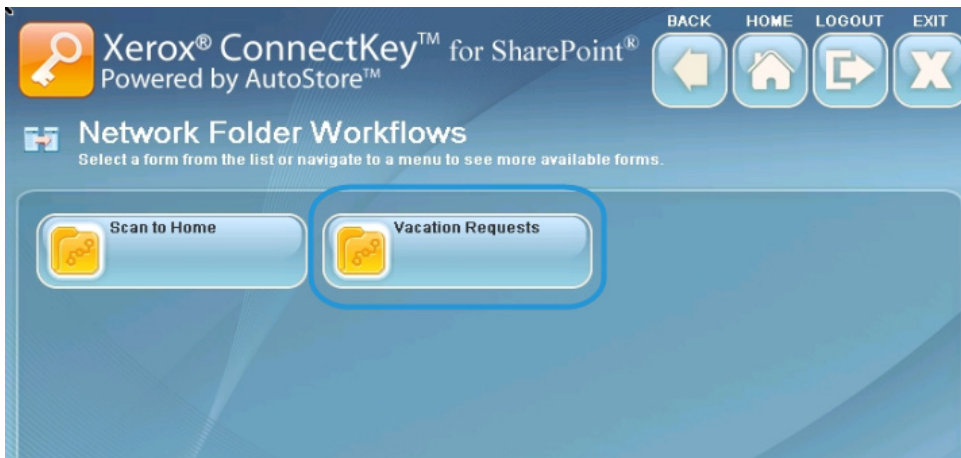 BACK HOME LOGOUT EXIT
Xerox® ConnectKey™ for SharePoint®
Powered by AutoStore™
Network Folder Workflows
Select a form from the list or navigate to a menu to see more available forms.
Scan to Home
Vacation Requests